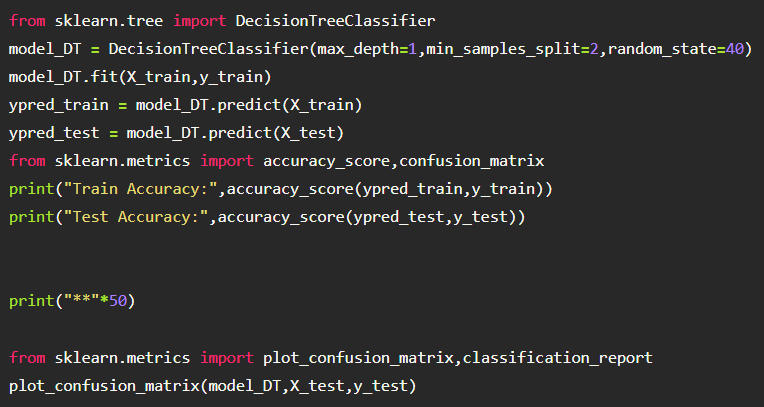 from sklearn.tree import DecisionTreeClassifier
model_DT = DecisionTreeClassifier(max_depth=1,min_samples_split=2,random_state=40)
model_DT.fit(X_train,y_train)
ypred_train = model_DT.predict(X_train)
ypred_test = model_DT.predict(X_test)
from sklearn.metrics import accuracy_score,confusion_matrix
print("Train Accuracy:",accuracy_score(ypred_train,y_train))
print("Test Accuracy:",accuracy_score(ypred_test,y_test))
print("**"*50)
from sklearn.metrics import plot_confusion_matrix,classification_report
plot_confusion_matrix(model_DT,X_test,y_test)